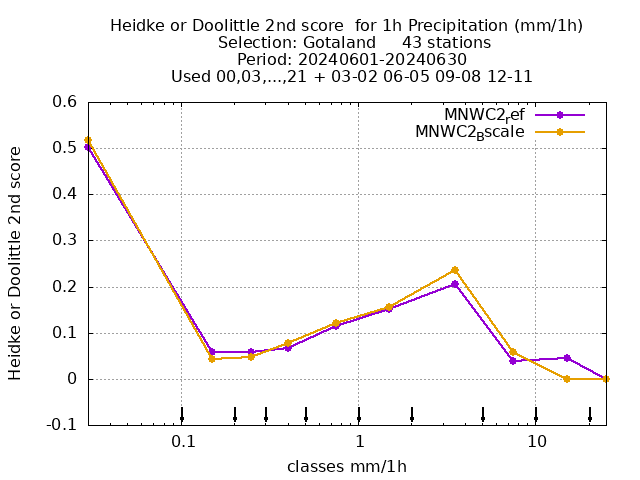 Heidke or Doolittle 2nd score  for 1h Precipitation (mm/1h)
Selection: Gotaland     43 stations
Period: 20240601-20240630
Used 00,03,...,21 + 03-02 06-05 09-08 12-11
MNWC2ref
MNWC2Bscale
Heidke or Doolittle 2nd score
0.6
0.5
0.4
0.3
0.2
0.1
0
-0.1
0.1 1 10
classes mm/1h